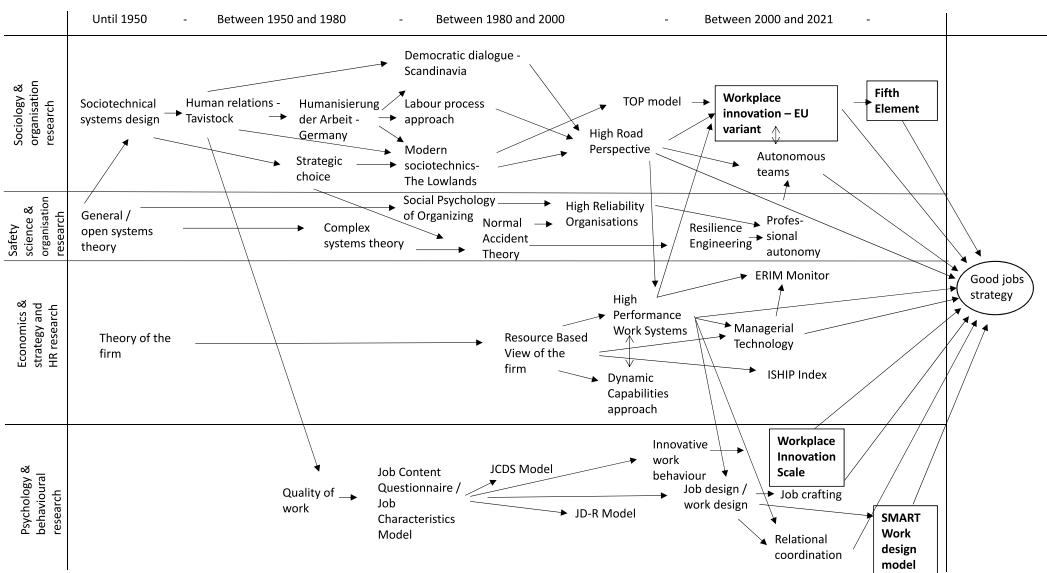 Until 1950 - Between 1950 and 1980 - Between 1980 and 2000 - Between 2000 and 2021 -
Sociology &
organisation
research
Sociotechnical
systems design
Human relations -
Tavistock
Humanisierung
der Arbeit -
Germany
Strategic
choice
Democratic dialogue -
Scandinavia
Labour process
approach
Modern
sociotechnics-
The Lowlands
High Road
Perspective
TOP model
Workplace
innovation – EU
variant
Autonomous
teams
Fifth
Element
Safety
science &
organisation
research
General /
open systems
theory
Complex
systems theory
Social Psychology
of Organizing
Normal
Accident
Theory
High Reliability
Organisations
Resilience
Engineering
Profes-
sional
autonomy
Good jobs
strategy
Economics &
strategy and
HR research
Theory of the
firm
Resource Based
View of the
firm
High
Performance
Work Systems
Dynamic
Capabilities
approach
ERIM Monitor
Managerial
Technology
ISHIP Index
Psychology &
behavioural
research
Quality of
work
Job Content
Questionnaire /
Job
Characteristics
Model
JCDS Model
JD-R Model
Innovative
work
behaviour
Job design /
work design
Workplace
Innovation
Scale
Job crafting
Relational
coordination
SMART
Work
design
model